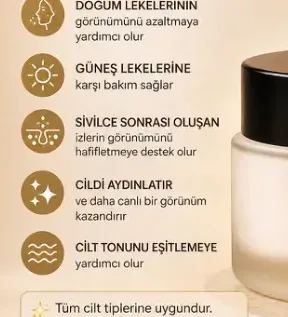 DOĞUM LEKELERİNİN
görünümünü azaltmaya
yardımcı olur
GÜNEŞ LEKELERİNE
karşı bakım sağlar
SİVİLCE SONRASI OLUŞAN
izlerin görünümünü
hafifletmeye destek olur
CİLDİ AYDINLATIR
ve daha canlı bir görünüm
kazandırır
CİLT TONUNU EŞİTLEMEYE
yardımcı olur
Tüm cilt tiplerine uygundur.